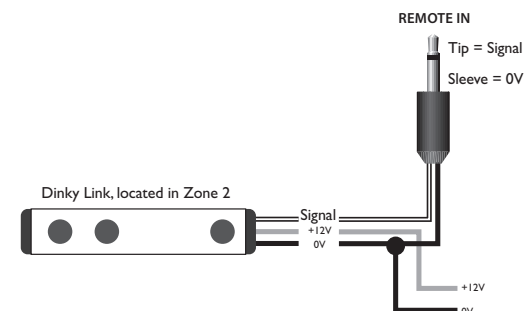 REMOTE IN
Tip = Signal
Sleeve = 0V
Dinky Link, located in Zone 2
Signal
+12V
0V
+12V
0V